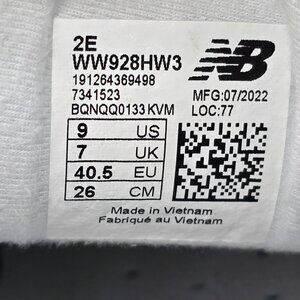 2E
WW928HW3
191264369498
7341523
BQNQQ0133 KVM
NB
MFG:07/2022
LOC:77
9 US
7 UK
40.5 EU
26 CM
Made in Vietnam
Fabriqué au Vietnam